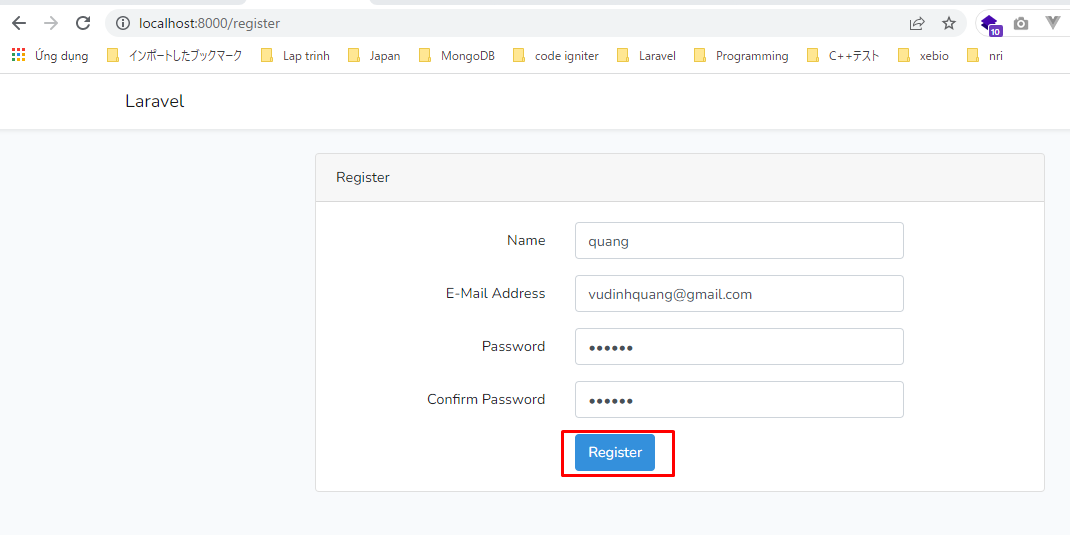 localhost:8000/register
10
Ứng dụng インポートしたブックマーク Lap trinh Japan MongoDB code igniter Laravel Programming C++テスト xebio nri
Laravel
Register
Name quang
E-Mail Address vudinhquang@gmail.com
Password ••••••
Confirm Password ••••••
Register